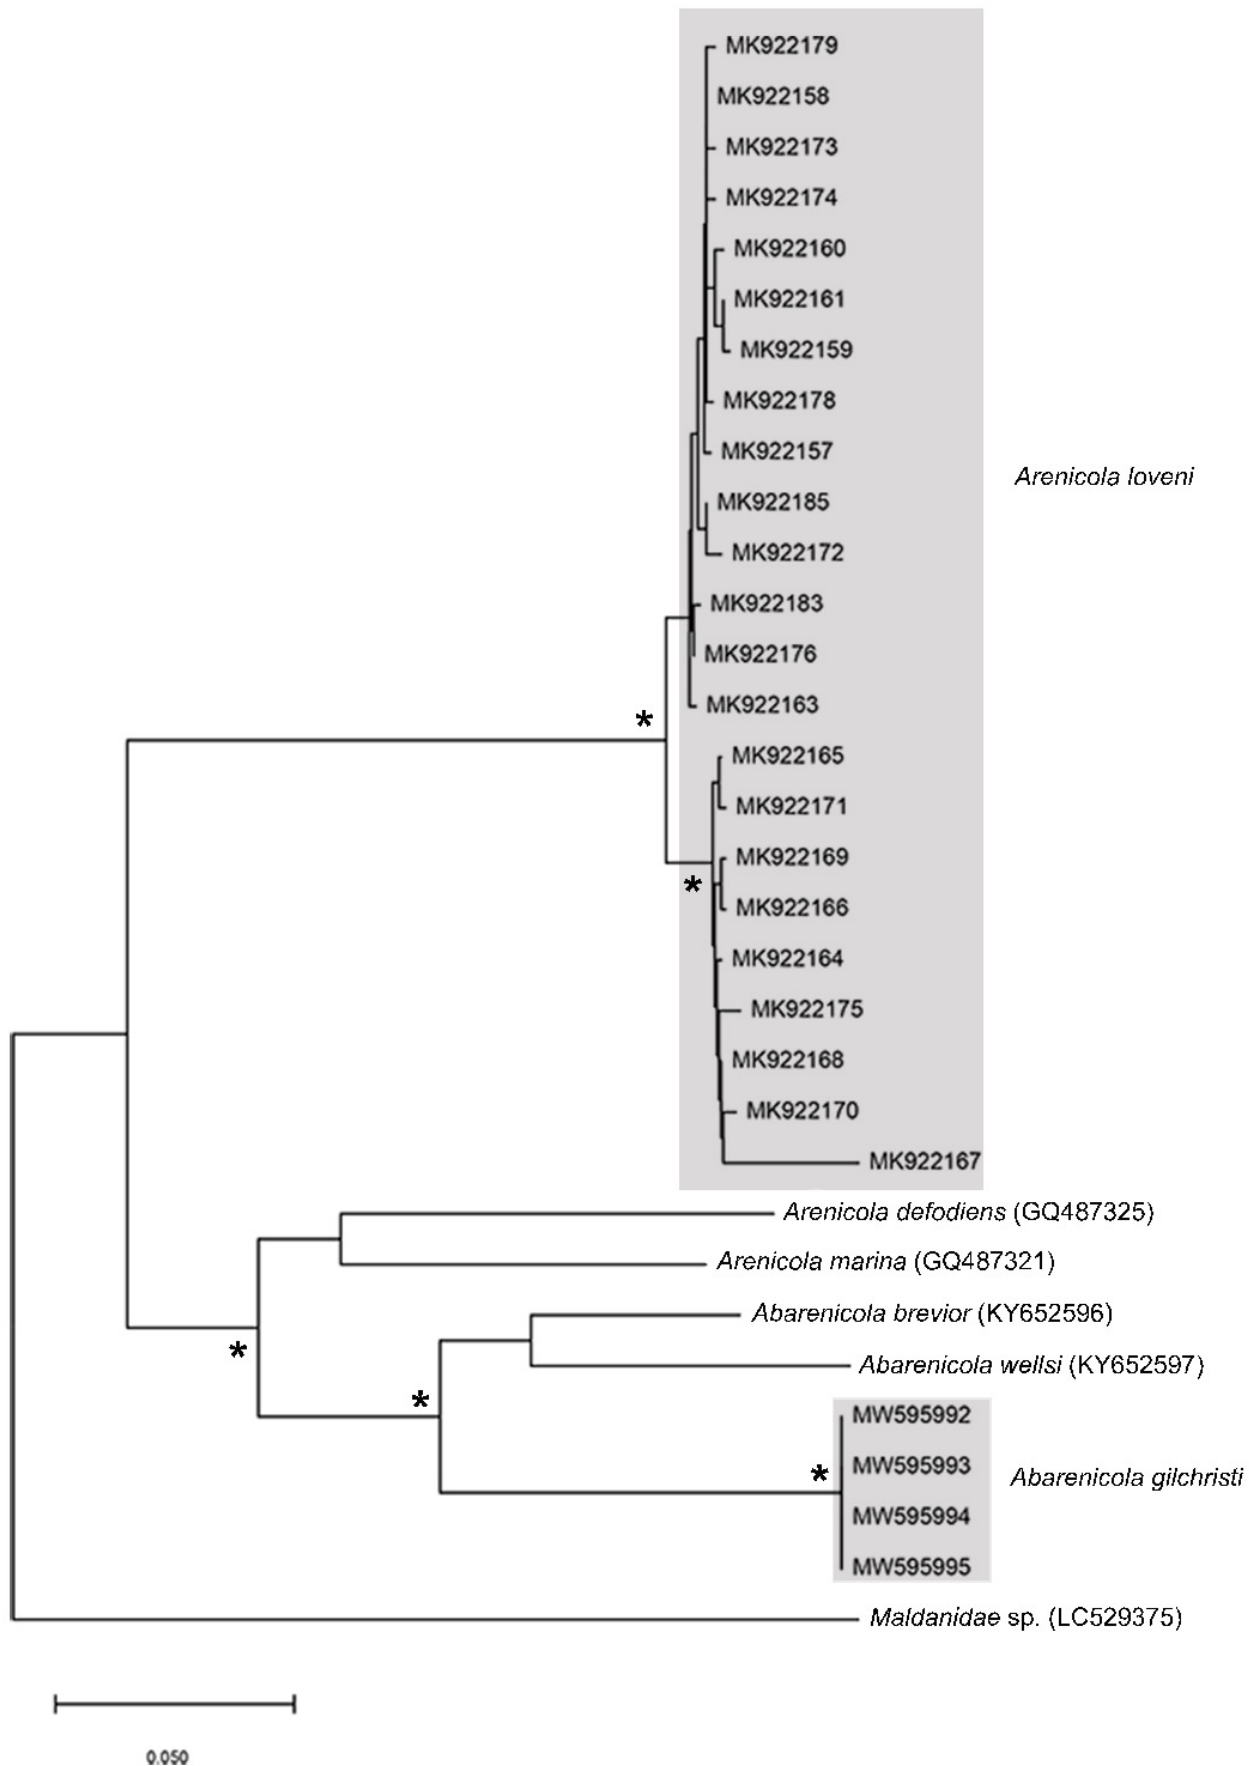 MK922179
MK922158
MK922173
MK922174
MK922160
MK922161
MK922159
MK922178
MK922157
Arenicola loveni
MK922185
MK922172
MK922183
MK922176
MK922163
*
MK922165
MK922171
MK922169
*
MK922166
MK922164
MK922175
MK922168
MK922170
MK922167
Arenicola defodiens (GQ487325)
Arenicola marina (GQ487321)
Abarenicola brevior (KY652596)
*
Abarenicola wellsi (KY652597)
*
MW595992
MW595993
*
Abarenicola gilchristi
MW595994
MW595995
Maldanidae sp. (LC529375)
0.050